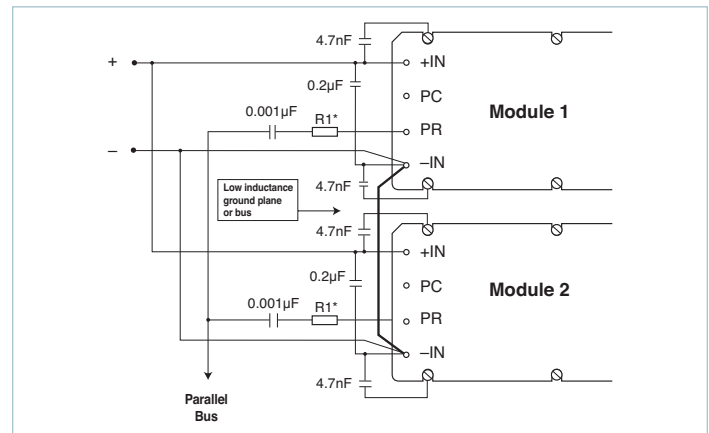 4.7nF
+
+IN
0.2µF
PC
Module 1
0.001µF
R1*
PR
–
–IN
4.7nF
Low inductance
ground plane
or bus
4.7nF
+IN
0.2µF
PC
Module 2
0.001µF
R1*
PR
–IN
4.7nF
Parallel
Bus